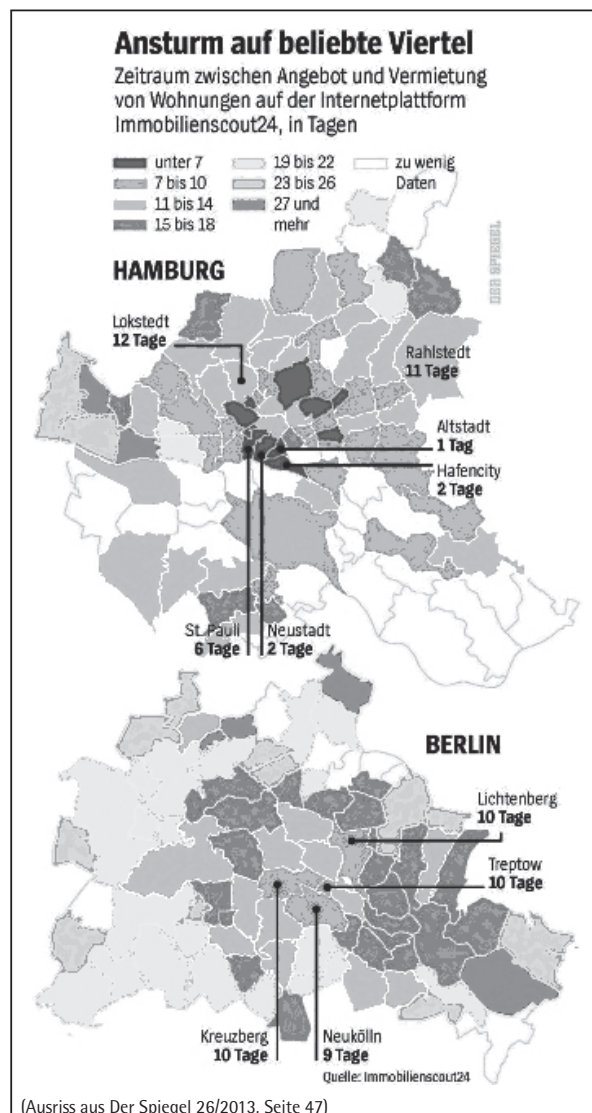 Ansturm auf beliebte Viertel
Zeitraum zwischen Angebot und Vermietung
von Wohnungen auf der Internetplattform
Immobilienscout24, in Tagen
unter 7
7 bis 10
11 bis 14
15 bis 18
19 bis 22
23 bis 26
27 und
mehr
zu wenig
Daten
DER SPIEGEL
HAMBURG
Lokstedt
12 Tage
Rahlstedt
11 Tage
Altstadt
1 Tag
Hafencity
2 Tage
St. Pauli
6 Tage
Neustadt
2 Tage
BERLIN
Lichtenberg
10 Tage
Treptow
10 Tage
Kreuzberg
10 Tage
Neukölln
9 Tage
Quelle: Immobilienscout24
(Ausriss aus Der Spiegel 26/2013, Seite 47)